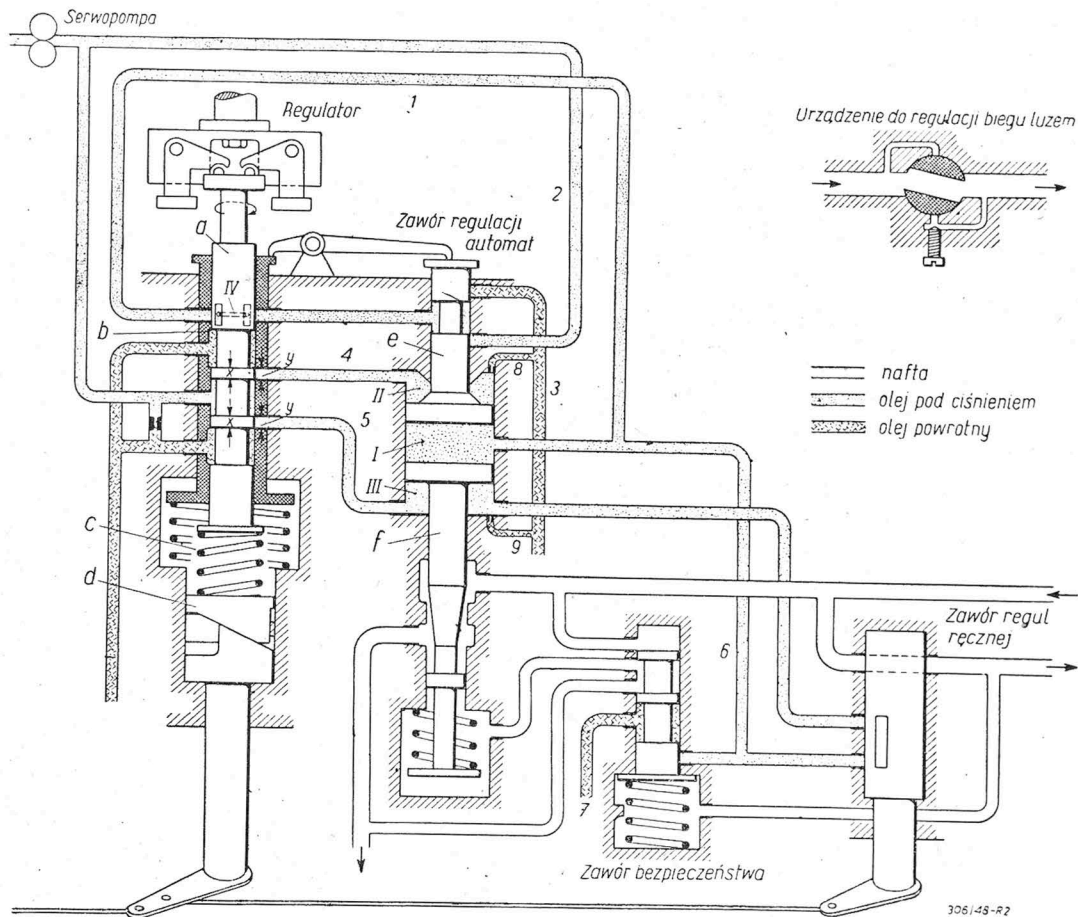 Serwopompa
1
Regulator
Urządzenie do regulacji biegu luzem
2
Zawór regulacji
automat
a
IV
b
e
8
3
4
y
x
II
5
y
x
I
III
nafta
olej pod ciśnieniem
olej powrotny
c
f
9
d
Zawór regul
ręcznej
6
7
Zawór bezpieczeństwa
306/48-R2